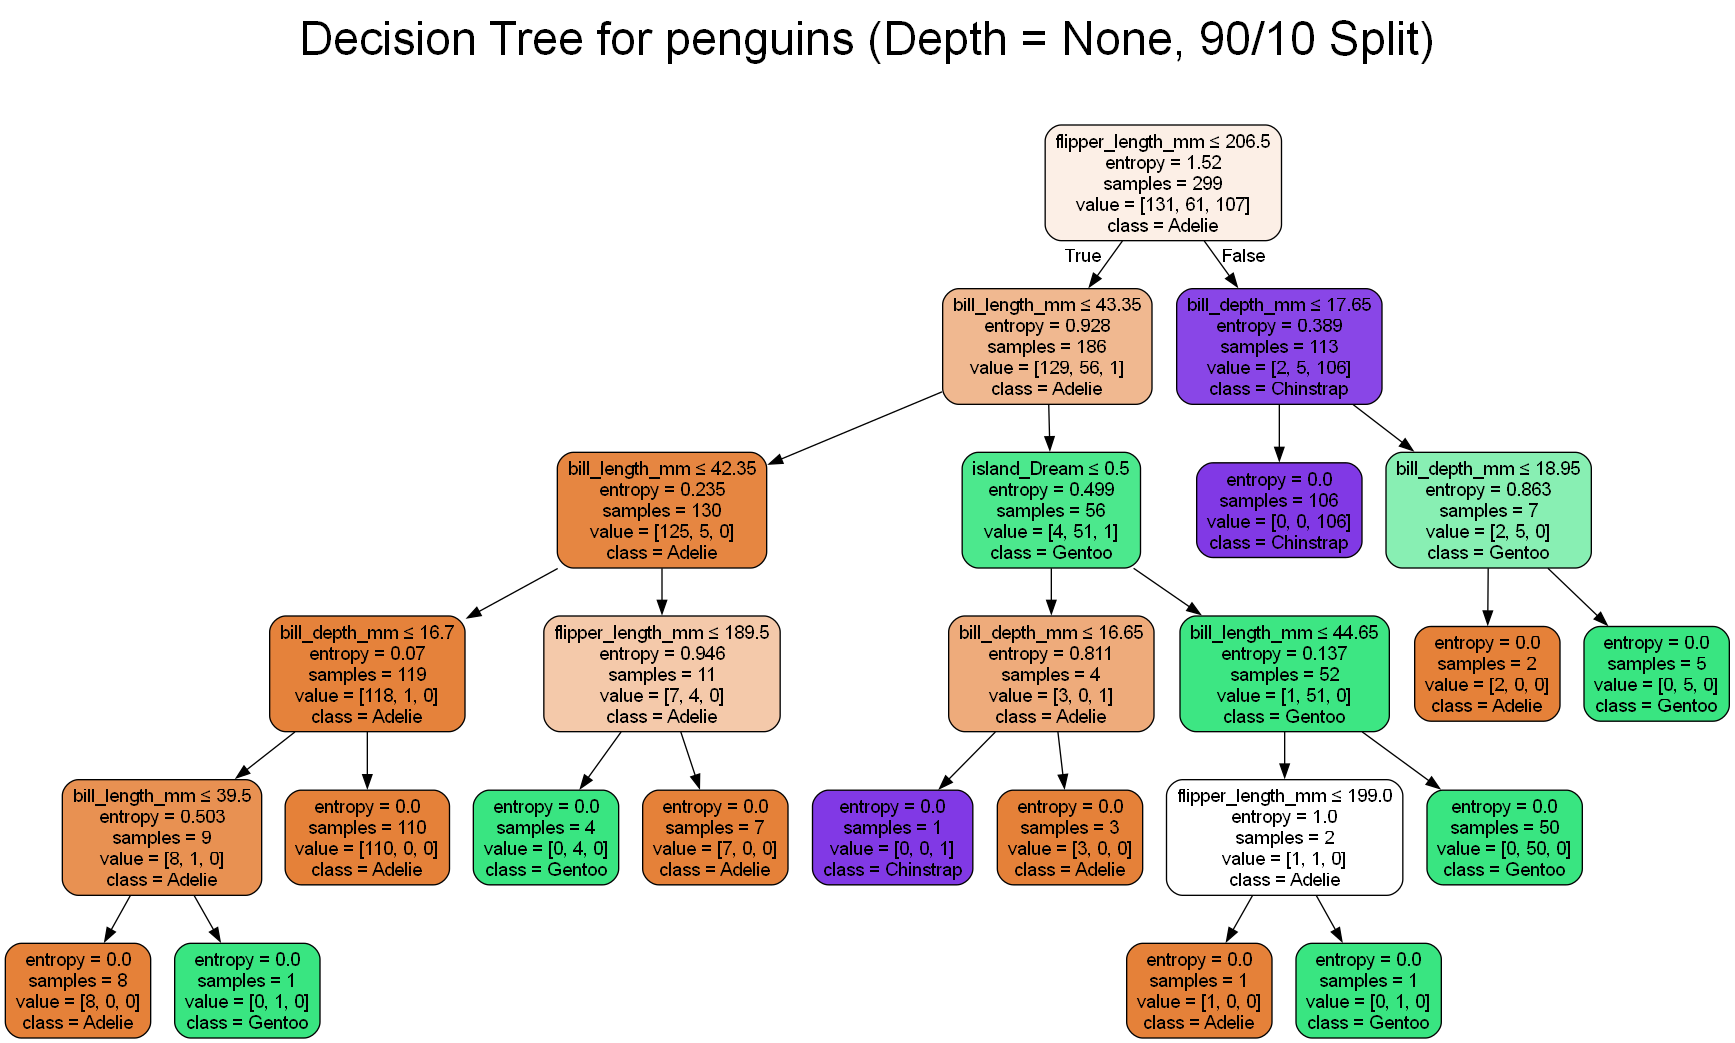 Decision Tree for penguins (Depth = None, 90/10 Split)
flipper_length_mm ≤ 206.5
entropy = 1.52
samples = 299
value = [131, 61, 107]
class = Adelie
True
False
bill_length_mm ≤ 43.35
entropy = 0.928
samples = 186
value = [129, 56, 1]
class = Adelie
bill_depth_mm ≤ 17.65
entropy = 0.389
samples = 113
value = [2, 5, 106]
class = Chinstrap
bill_length_mm ≤ 42.35
entropy = 0.235
samples = 130
value = [125, 5, 0]
class = Adelie
island_Dream ≤ 0.5
entropy = 0.499
samples = 56
value = [4, 51, 1]
class = Gentoo
entropy = 0.0
samples = 106
value = [0, 0, 106]
class = Chinstrap
bill_depth_mm ≤ 18.95
entropy = 0.863
samples = 7
value = [2, 5, 0]
class = Gentoo
bill_depth_mm ≤ 16.7
entropy = 0.07
samples = 119
value = [118, 1, 0]
class = Adelie
flipper_length_mm ≤ 189.5
entropy = 0.946
samples = 11
value = [7, 4, 0]
class = Adelie
bill_depth_mm ≤ 16.65
entropy = 0.811
samples = 4
value = [3, 0, 1]
class = Adelie
bill_length_mm ≤ 44.65
entropy = 0.137
samples = 52
value = [1, 51, 0]
class = Gentoo
entropy = 0.0
samples = 2
value = [2, 0, 0]
class = Adelie
entropy = 0.0
samples = 5
value = [0, 5, 0]
class = Gentoo
bill_length_mm ≤ 39.5
entropy = 0.503
samples = 9
value = [8, 1, 0]
class = Adelie
entropy = 0.0
samples = 110
value = [110, 0, 0]
class = Adelie
entropy = 0.0
samples = 4
value = [0, 4, 0]
class = Gentoo
entropy = 0.0
samples = 7
value = [7, 0, 0]
class = Adelie
entropy = 0.0
samples = 1
value = [0, 0, 1]
class = Chinstrap
entropy = 0.0
samples = 3
value = [3, 0, 0]
class = Adelie
flipper_length_mm ≤ 199.0
entropy = 1.0
samples = 2
value = [1, 1, 0]
class = Adelie
entropy = 0.0
samples = 50
value = [0, 50, 0]
class = Gentoo
entropy = 0.0
samples = 8
value = [8, 0, 0]
class = Adelie
entropy = 0.0
samples = 1
value = [0, 1, 0]
class = Gentoo
entropy = 0.0
samples = 1
value = [1, 0, 0]
class = Adelie
entropy = 0.0
samples = 1
value = [0, 1, 0]
class = Gentoo